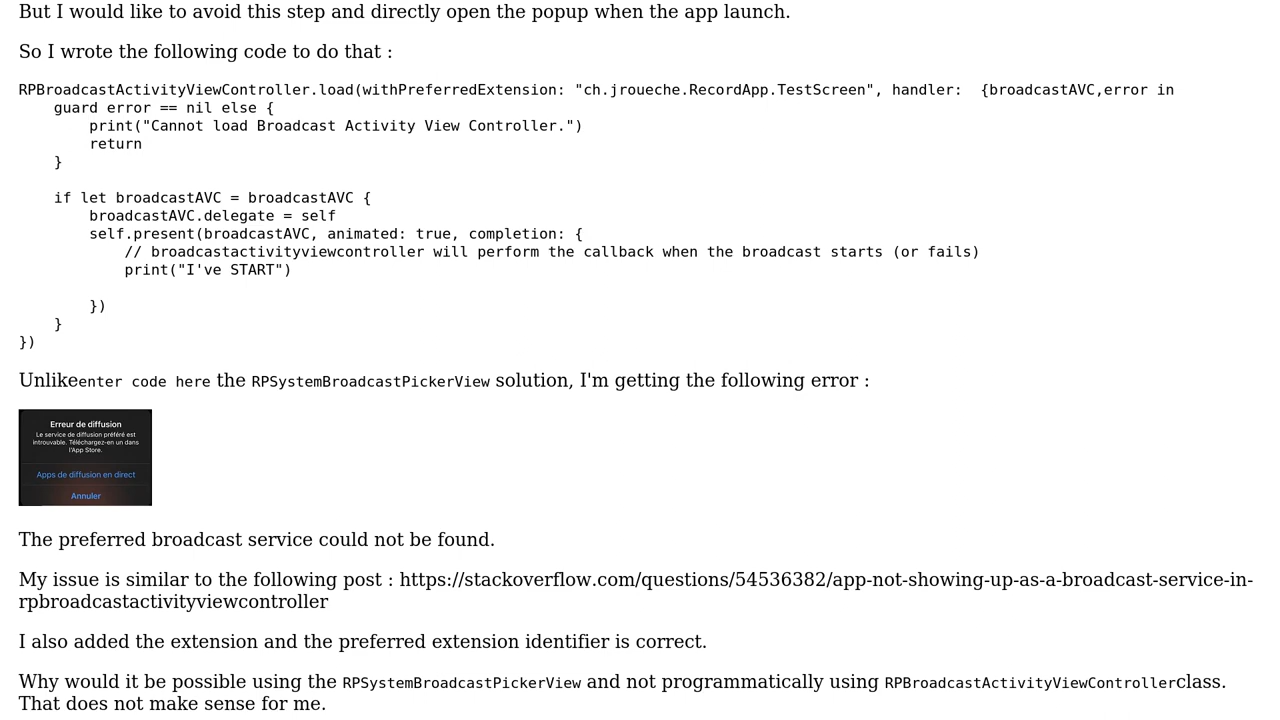 But I would like to avoid this step and directly open the popup when the app launch.
So I wrote the following code to do that :
RPBroadcastActivityViewController.load(withPreferredExtension: "ch.jroueche.RecordApp.TestScreen", handler:  {broadcastAVC,error in
    guard error == nil else {
        print("Cannot load Broadcast Activity View Controller.")
        return
    }
    if let broadcastAVC = broadcastAVC {
        broadcastAVC.delegate = self
        self.present(broadcastAVC, animated: true, completion: {
            // broadcastactivityviewcontroller will perform the callback when the broadcast starts (or fails)
            print("I've START")
        })
    }
})
Unlikeenter code here the RPSystemBroadcastPickerView solution, I'm getting the following error :
Erreur de diffusion
Le service de diffusion préféré est
introuvable. Téléchargez-en un dans
l'App Store.
Apps de diffusion en direct
Annuler
The preferred broadcast service could not be found.
My issue is similar to the following post : https://stackoverflow.com/questions/54536382/app-not-showing-up-as-a-broadcast-service-in-
rpbroadcastactivityviewcontroller
I also added the extension and the preferred extension identifier is correct.
Why would it be possible using the RPSystemBroadcastPickerView and not programmatically using RPBroadcastActivityViewControllerclass.
That does not make sense for me.